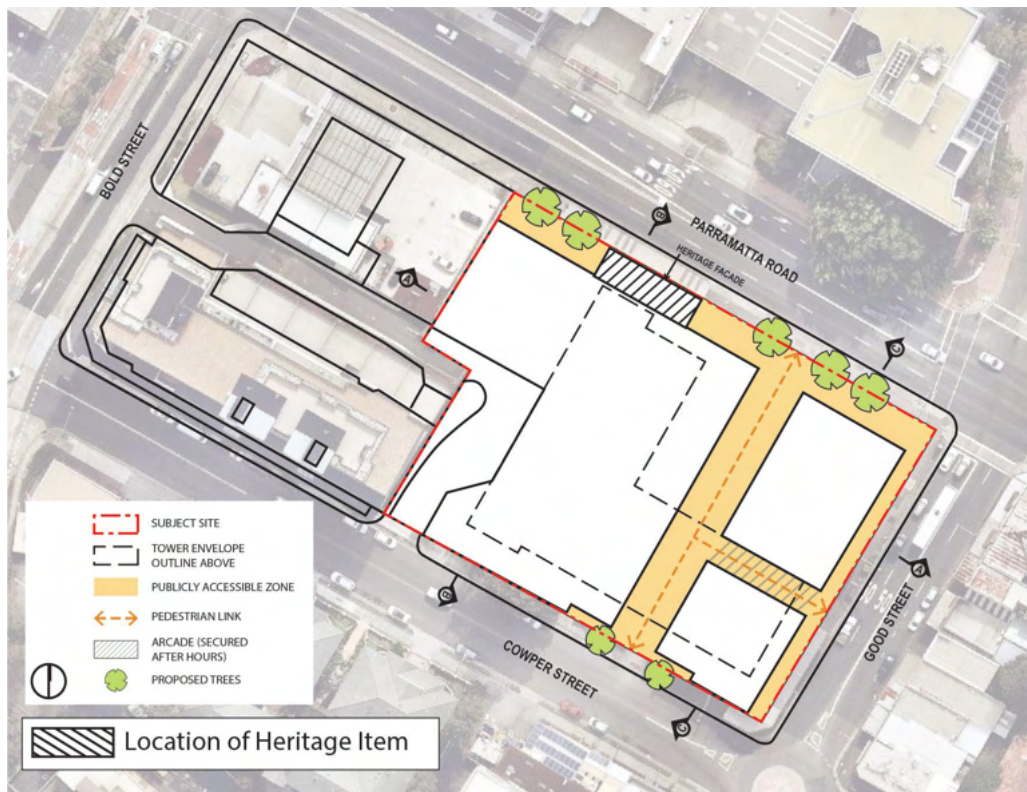 BOLD STREET
B
PARRAMATTA ROAD
HERITAGE FACADE
A
C
A
GOOD STREET
B
COWPER STREET
C
SUBJECT SITE
TOWER ENVELOPE
OUTLINE ABOVE
PUBLICLY ACCESSIBLE ZONE
PEDESTRIAN LINK
ARCADE (SECURED
AFTER HOURS)
PROPOSED TREES
Location of Heritage Item